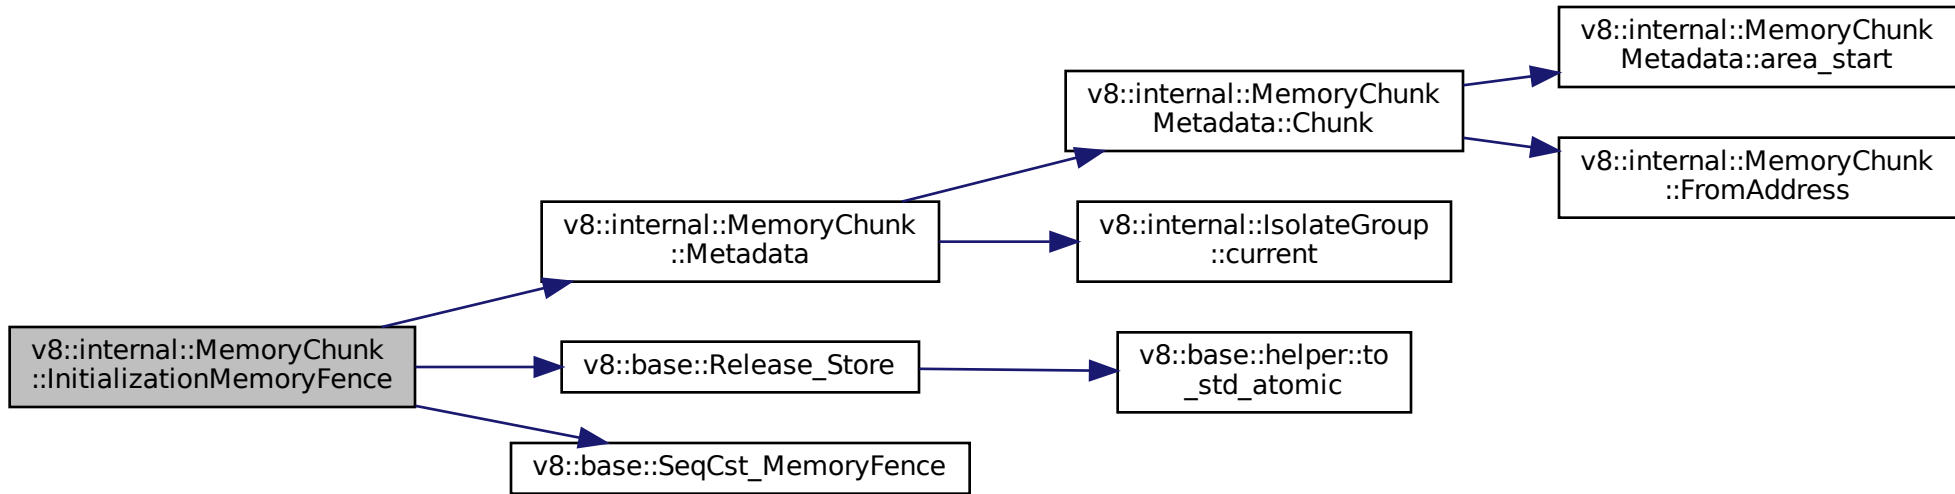 v8::internal::MemoryChunk
::InitializationMemoryFence
v8::internal::MemoryChunk
::Metadata
v8::internal::MemoryChunk
Metadata::Chunk
v8::internal::MemoryChunk
Metadata::area_start
v8::internal::MemoryChunk
::FromAddress
v8::internal::IsolateGroup
::current
v8::base::Release_Store
v8::base::helper::to
_std_atomic
v8::base::SeqCst_MemoryFence